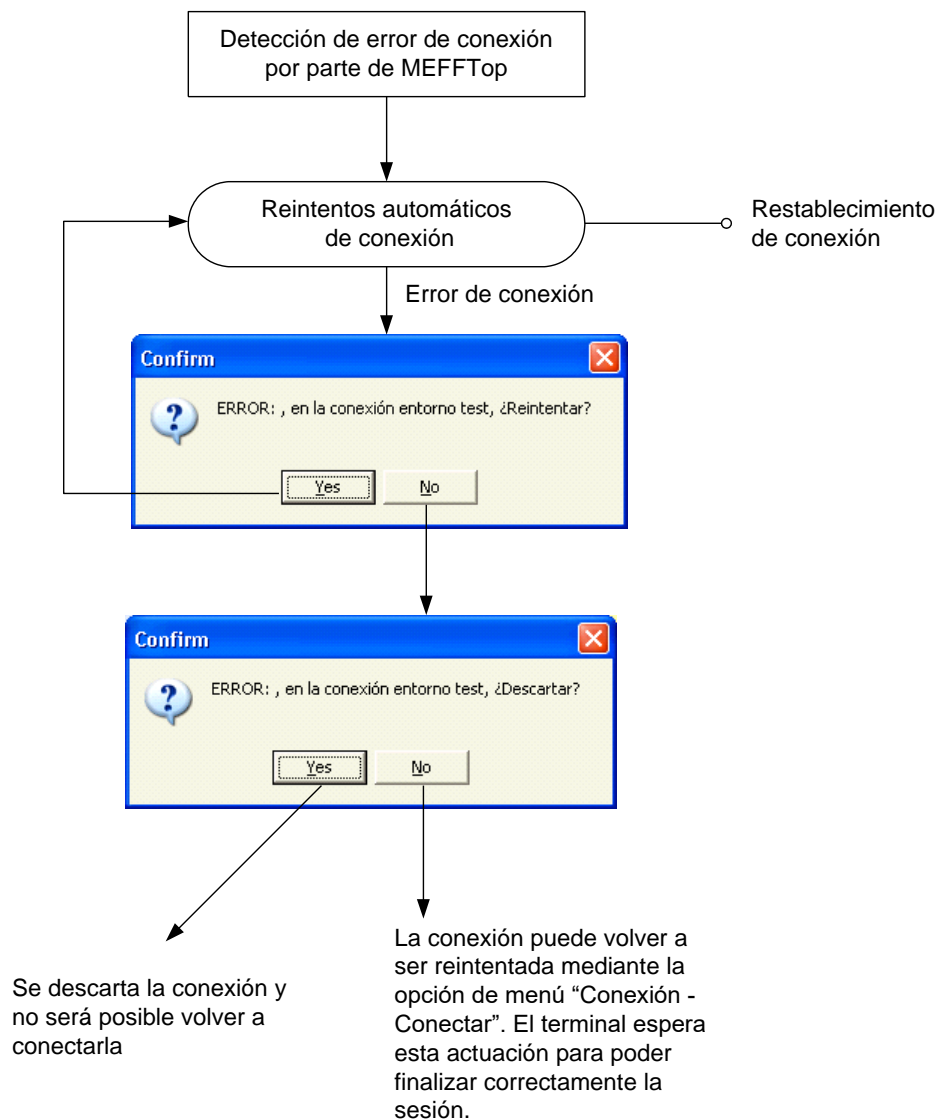 Detección de error de conexión
por parte de MEFFTop
Reintentos automáticos
de conexión
Restablecimiento
de conexión
Error de conexión
Confirm
ERROR: , en la conexión entorno test, ¿Reintentar?
Yes
No
Confirm
ERROR: , en la conexión entorno test, ¿Descartar?
Yes
No
Se descarta la conexión y
no será posible volver a
conectarla
La conexión puede volver a
ser reintentada mediante la
opción de menú “Conexión -
Conectar”. El terminal espera
esta actuación para poder
finalizar correctamente la
sesión.